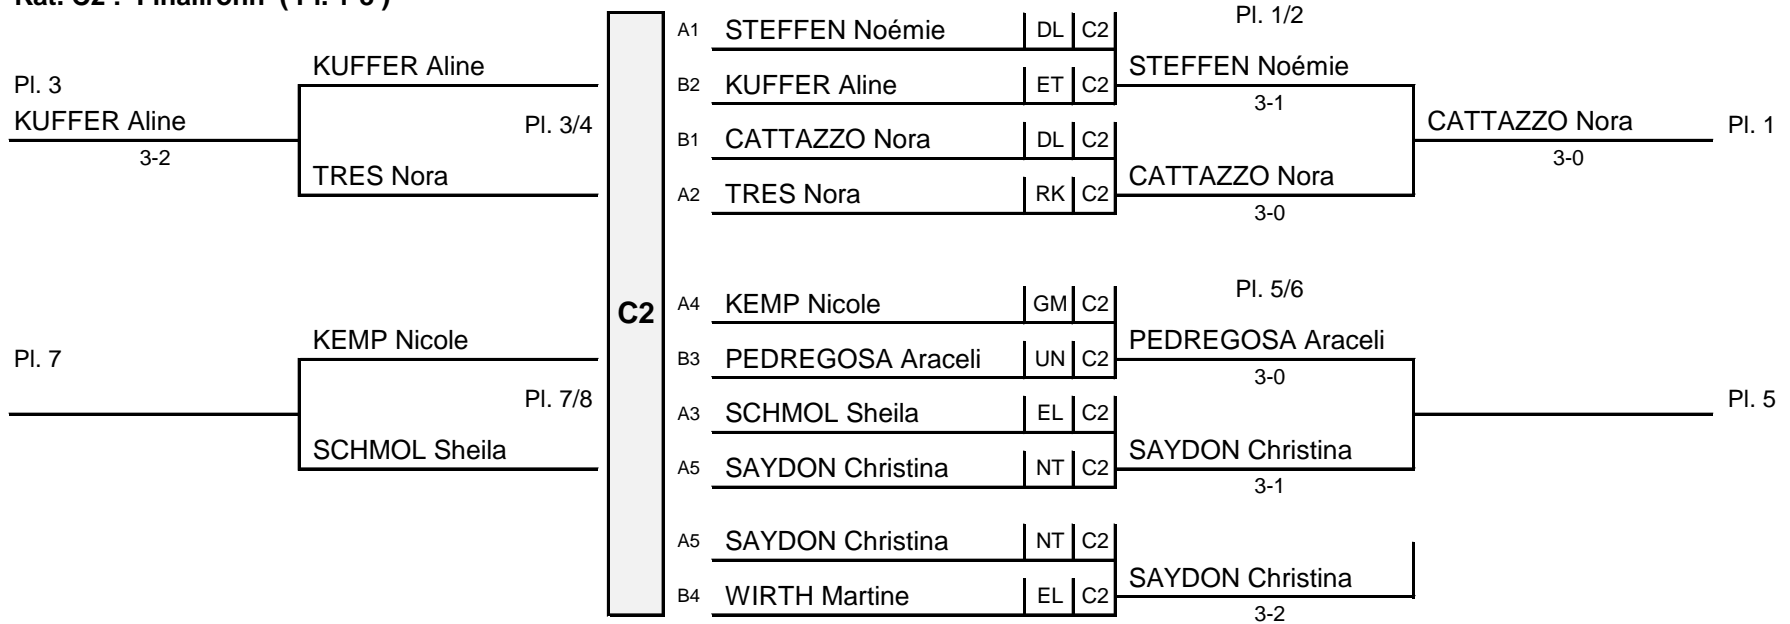 Kat. C2 : Finallronn ( Pl. 1-8 )
Pl. 1/2
A1 STEFFEN Noémie DL C2
KUFFER Aline
STEFFEN Noémie
Pl. 3
B2 KUFFER Aline ET C2
3-1
KUFFER Aline
Pl. 3/4
CATTAZZO Nora
Pl. 1
B1 CATTAZZO Nora DL C2
3-2
3-0
TRES Nora
CATTAZZO Nora
A2 TRES Nora RK C2
3-0
Pl. 5/6
C2
A4 KEMP Nicole GM C2
KEMP Nicole
PEDREGOSA Araceli
Pl. 7
B3 PEDREGOSA Araceli UN C2
3-0
Pl. 7/8
Pl. 5
A3 SCHMOL Sheila EL C2
SCHMOL Sheila
SAYDON Christina
A5 SAYDON Christina NT C2
3-1
A5 SAYDON Christina NT C2
SAYDON Christina
B4 WIRTH Martine EL C2
3-2